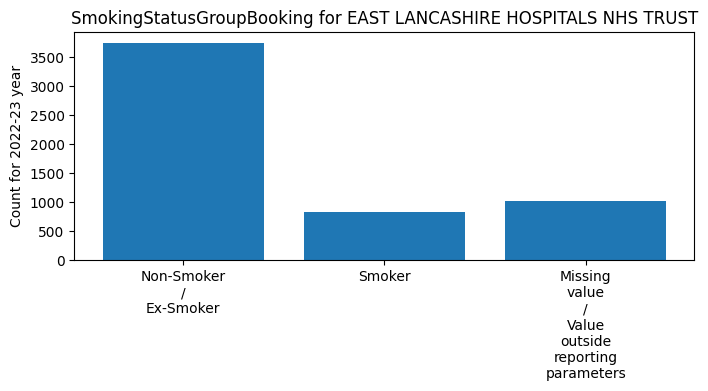 SmokingStatusGroupBooking for EAST LANCASHIRE HOSPITALS NHS TRUST
Count for 2022-23 year
3500
3000
2500
2000
1500
1000
500
0
Non-Smoker
/
Ex-Smoker
Smoker
Missing
value
/
Value
outside
reporting
parameters